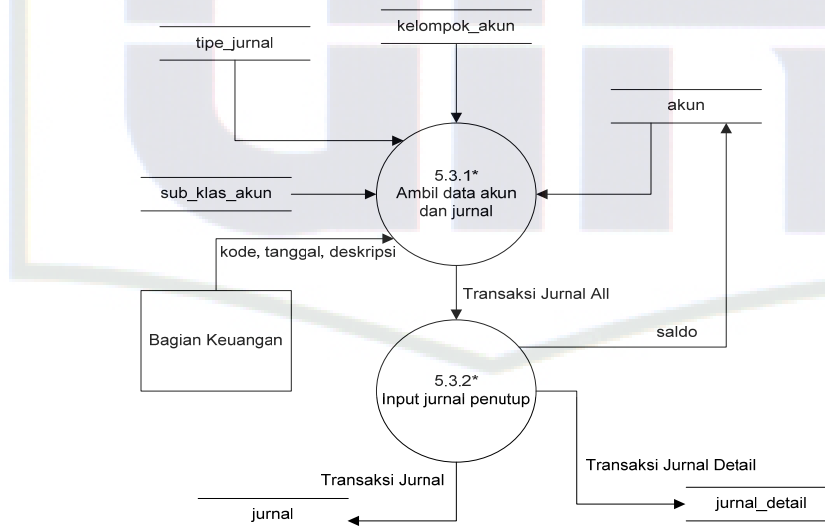 kelompok_akun
tipe_jurnal
akun
5.3.1*
Ambil data akun
dan jurnal
sub_klas_akun
kode, tanggal, deskripsi
Transaksi Jurnal All
Bagian Keuangan
saldo
5.3.2*
Input jurnal penutup
Transaksi Jurnal Detail
Transaksi Jurnal
jurnal_detail
jurnal